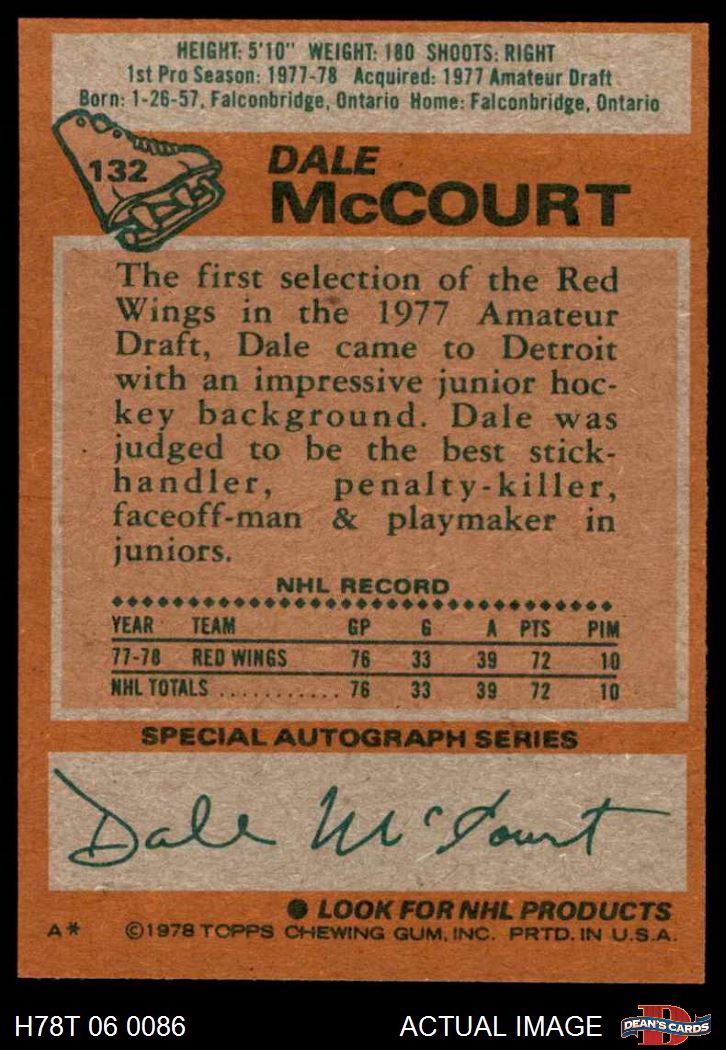 HEIGHT: 5'10" WEIGHT: 180 SHOOTS: RIGHT
1st Pro Season: 1977-78 Acquired: 1977 Amateur Draft
Born: 1-26-57, Falconbridge, Ontario Home: Falconbridge, Ontario
132
DALE
McCOURT
The first selection of the Red
Wings in the 1977 Amateur
Draft, Dale came to Detroit
with an impressive junior hoc-
key background. Dale was
judged to be the best stick-
handler, penalty-killer,
faceoff-man & playmaker in
juniors.
NHL RECORD
YEAR TEAM GP G A PTS PIM
77-78 RED WINGS 76 33 39 72 10
NHL TOTALS ........... 76 33 39 72 10
SPECIAL AUTOGRAPH SERIES
Dale McCourt
● LOOK FOR NHL PRODUCTS
A* ©1978 TOPPS CHEWING GUM, INC. PRTD. IN U.S.A.
H78T 06 0086 ACTUAL IMAGE
D
DEAN'S CARDS